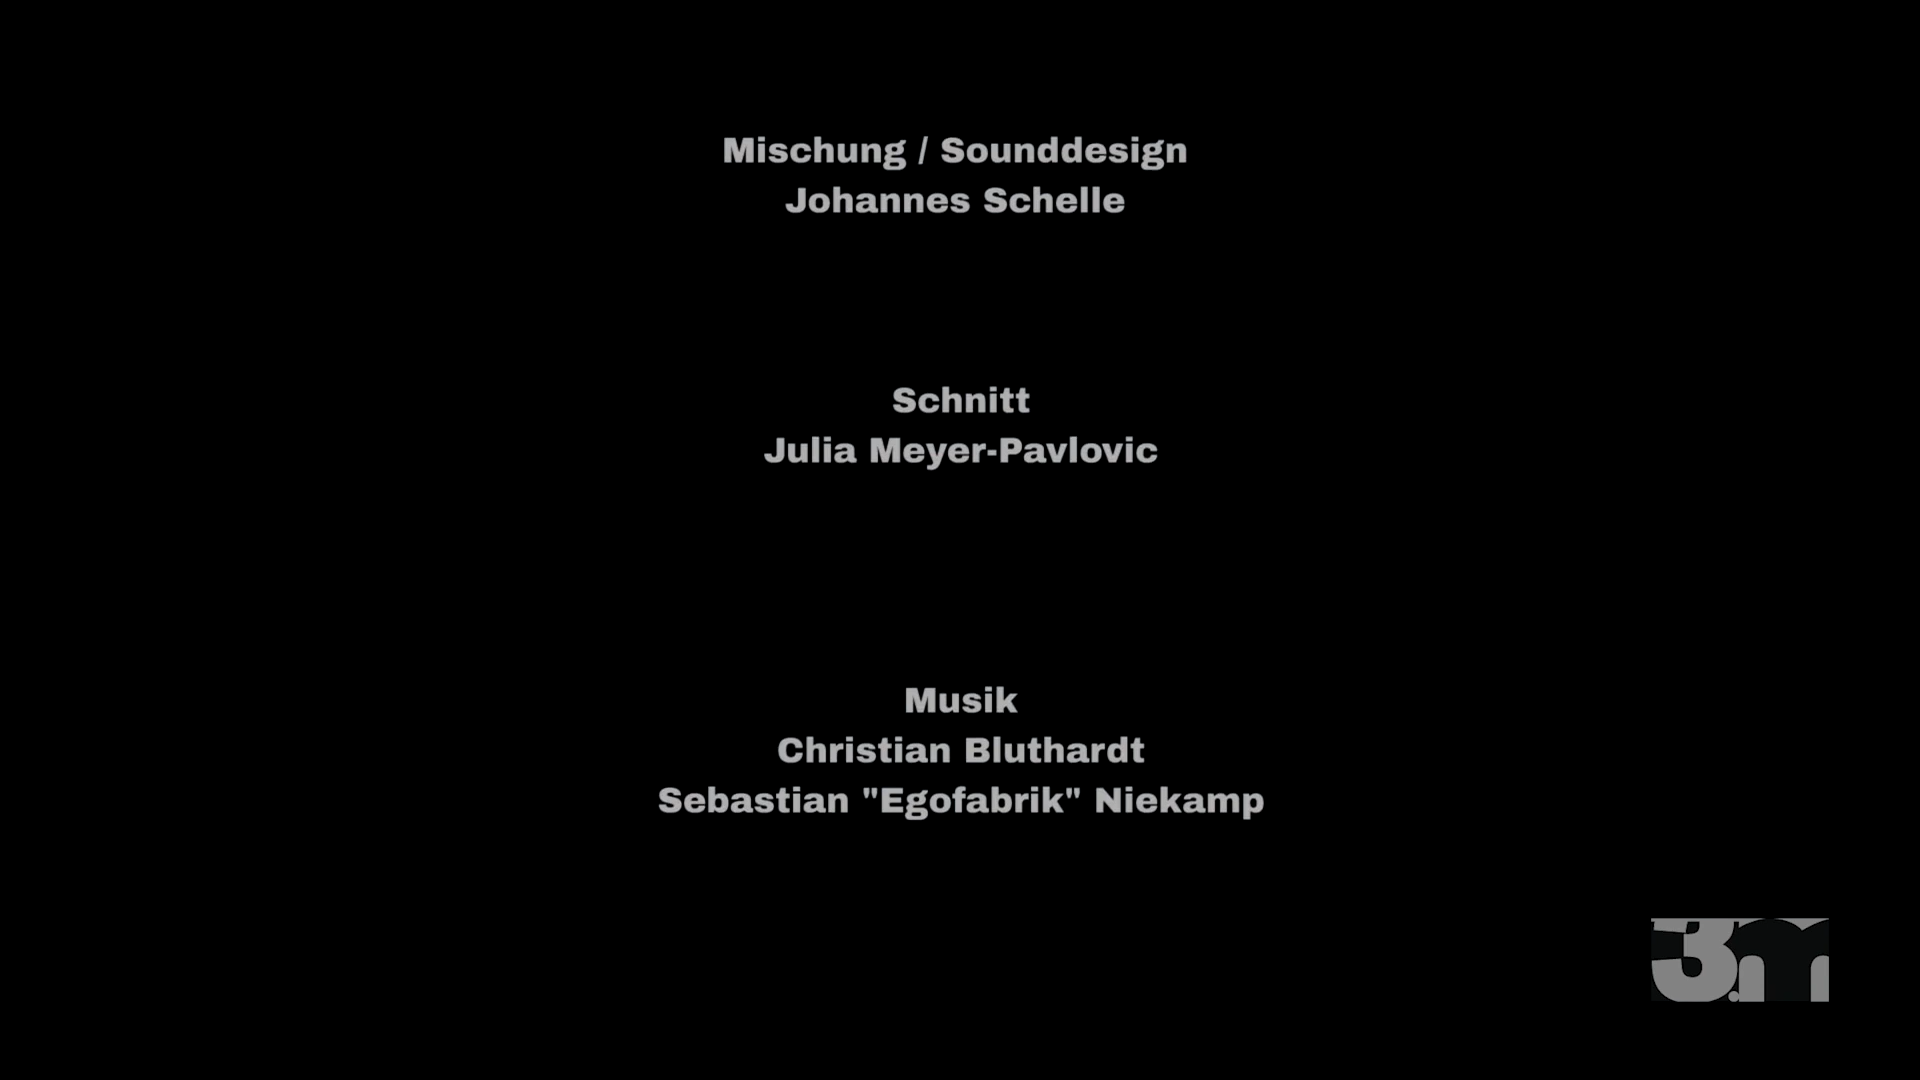 Mischung / Sounddesign
Johannes Schelle
Schnitt
Julia Meyer-Pavlovic
Musik
Christian Bluthardt
Sebastian "Egofabrik" Niekamp
3.m